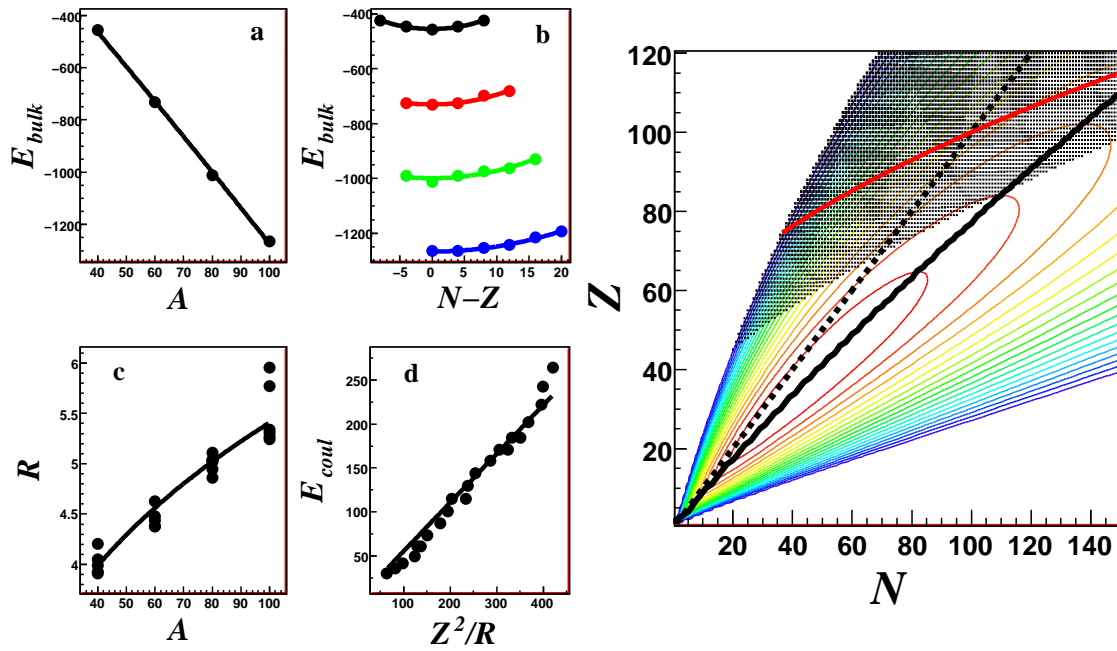 a
−400
−600
−800
−1000
−1200
E_bulk
40 50 60 70 80 90 100
A
b
−400
−600
−800
−1000
−1200
E_bulk
−5 0 5 10 15 20
N−Z
c
6
5.5
5
4.5
4
R
40 50 60 70 80 90 100
A
d
250
200
150
100
50
E_coul
100 200 300 400
Z^2/R
120
100
80
60
40
20
Z
20 40 60 80 100 120 140
N